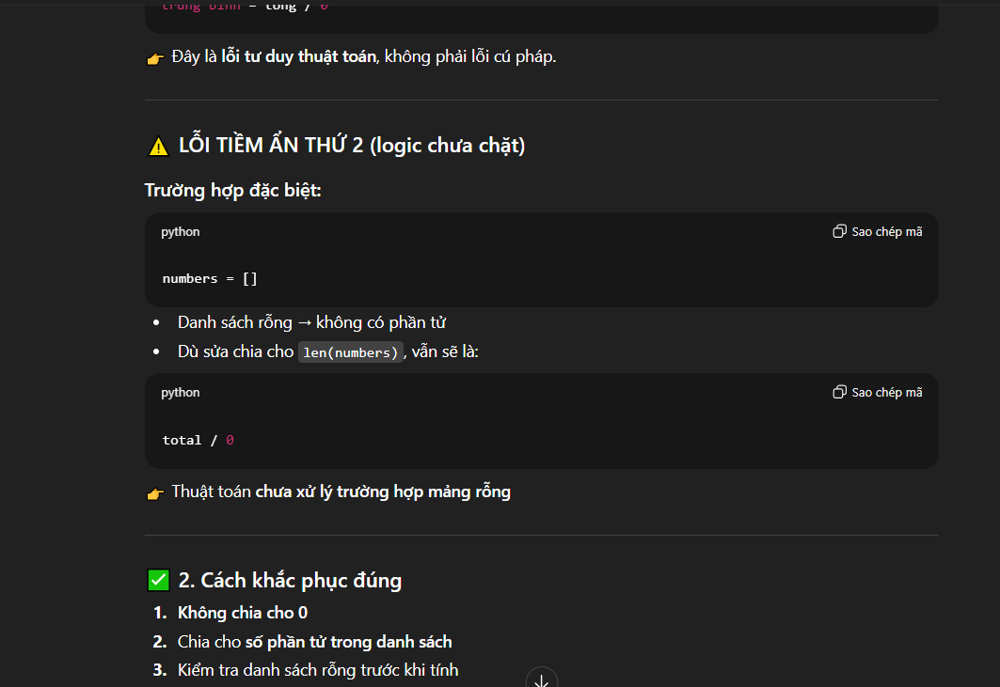 trung bình = tổng / 0
👉 Đây là lỗi tư duy thuật toán, không phải lỗi cú pháp.
⚠️ LỖI TIỀM ẨN THỨ 2 (logic chưa chặt)
Trường hợp đặc biệt:
python
Sao chép mã
numbers = []
• Danh sách rỗng → không có phần tử
• Dù sửa chia cho len(numbers), vẫn sẽ là:
python
Sao chép mã
total / 0
👉 Thuật toán chưa xử lý trường hợp mảng rỗng
✅ 2. Cách khắc phục đúng
1. Không chia cho 0
2. Chia cho số phần tử trong danh sách
3. Kiểm tra danh sách rỗng trước khi tính